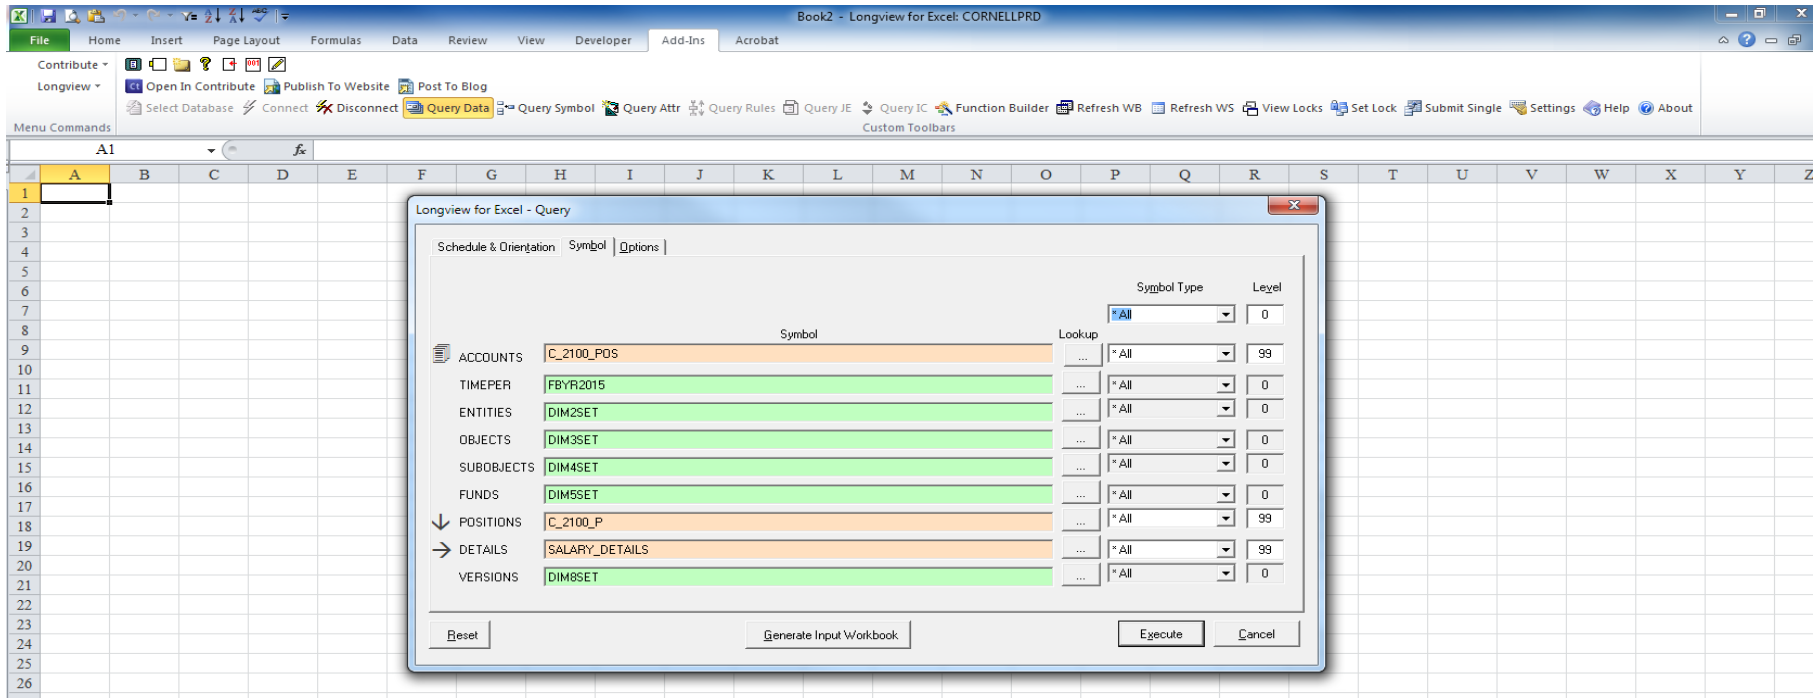 Book2 - Longview for Excel: CORNELLPRD
File Home Insert Page Layout Formulas Data Review View Developer Add-Ins Acrobat
Contribute
Longview Open In Contribute Publish To Website Post To Blog
Select Database Connect Disconnect Query Data Query Symbol Query Attr Query Rules Query JE Query IC Function Builder Refresh WB Refresh WS View Locks Set Lock Submit Single Settings Help About
Menu Commands Custom Toolbars
A1 fx
A B C D E F G H I J K L M N O P Q R S T U V W X Y Z
1
2
3
4
5
6
7
8
9
10
11
12
13
14
15
16
17
18
19
20
21
22
23
24
25
26
Longview for Excel - Query
Schedule & Orientation Symbol Options
Symbol Type Level
* All 0
Symbol Lookup
ACCOUNTS C_2100_POS ... * All 99
TIMEPER FBYR2015 ... * All 0
ENTITIES DIM2SET ... * All 0
OBJECTS DIM3SET ... * All 0
SUBOBJECTS DIM4SET ... * All 0
FUNDS DIM5SET ... * All 0
POSITIONS C_2100_P ... * All 99
DETAILS SALARY_DETAILS ... * All 99
VERSIONS DIM8SET ... * All 0
Reset Generate Input Workbook Execute Cancel